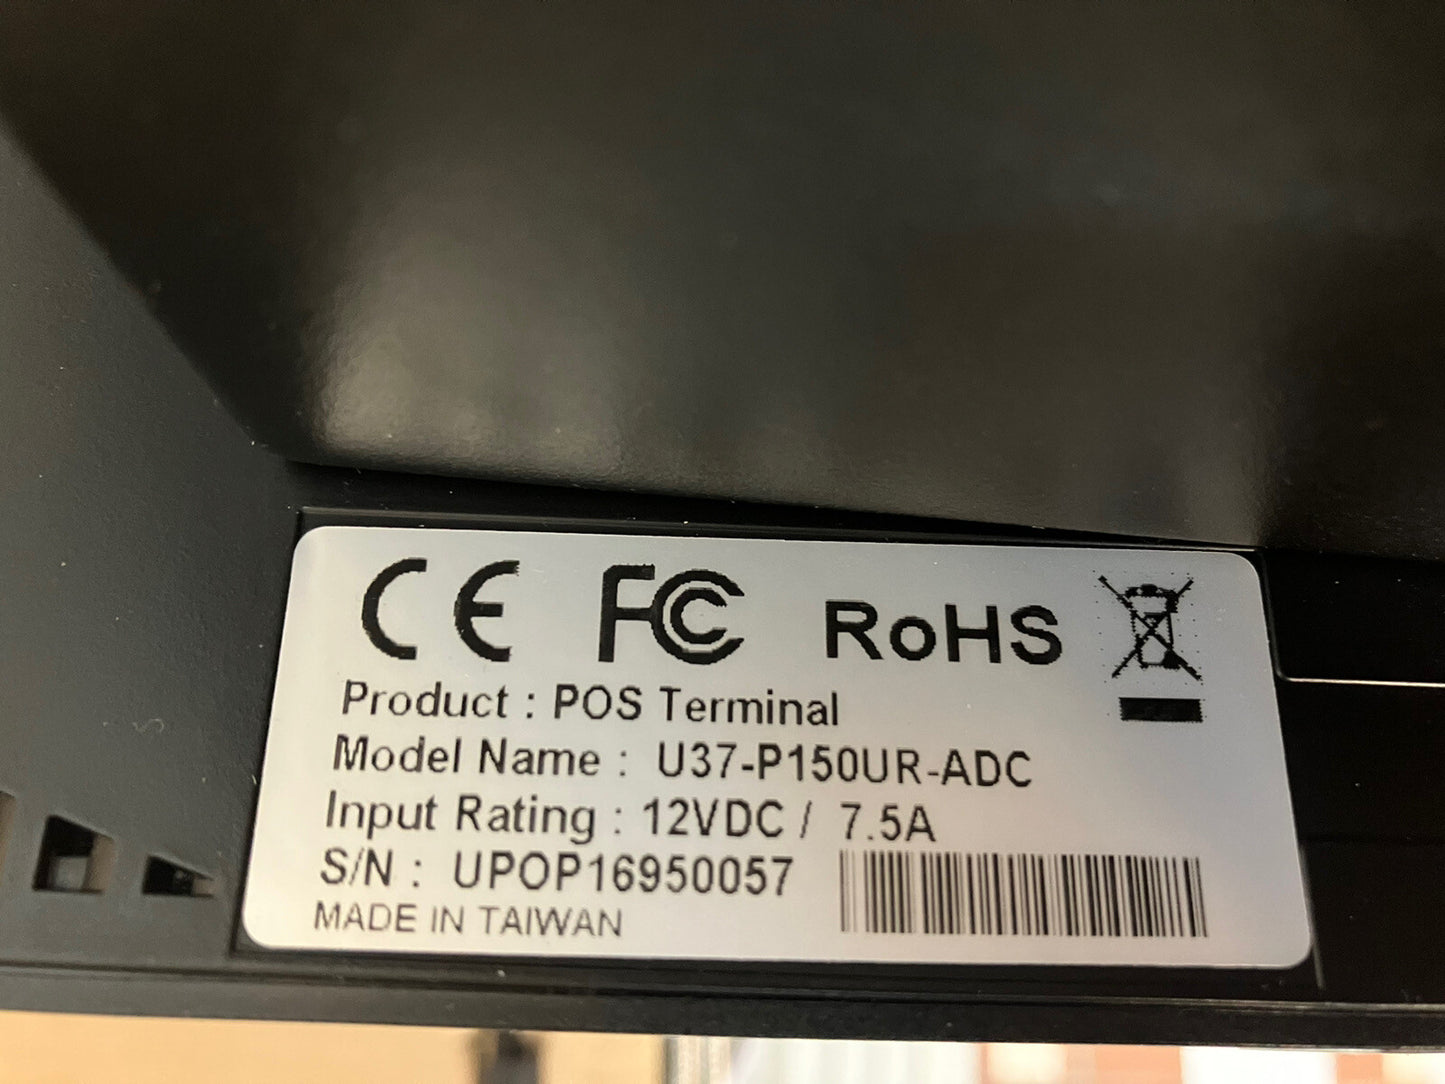 CE FC RoHS
Product : POS Terminal
Model Name : U37-P150UR-ADC
Input Rating : 12VDC / 7.5A
S/N : UPOP16950057
MADE IN TAIWAN